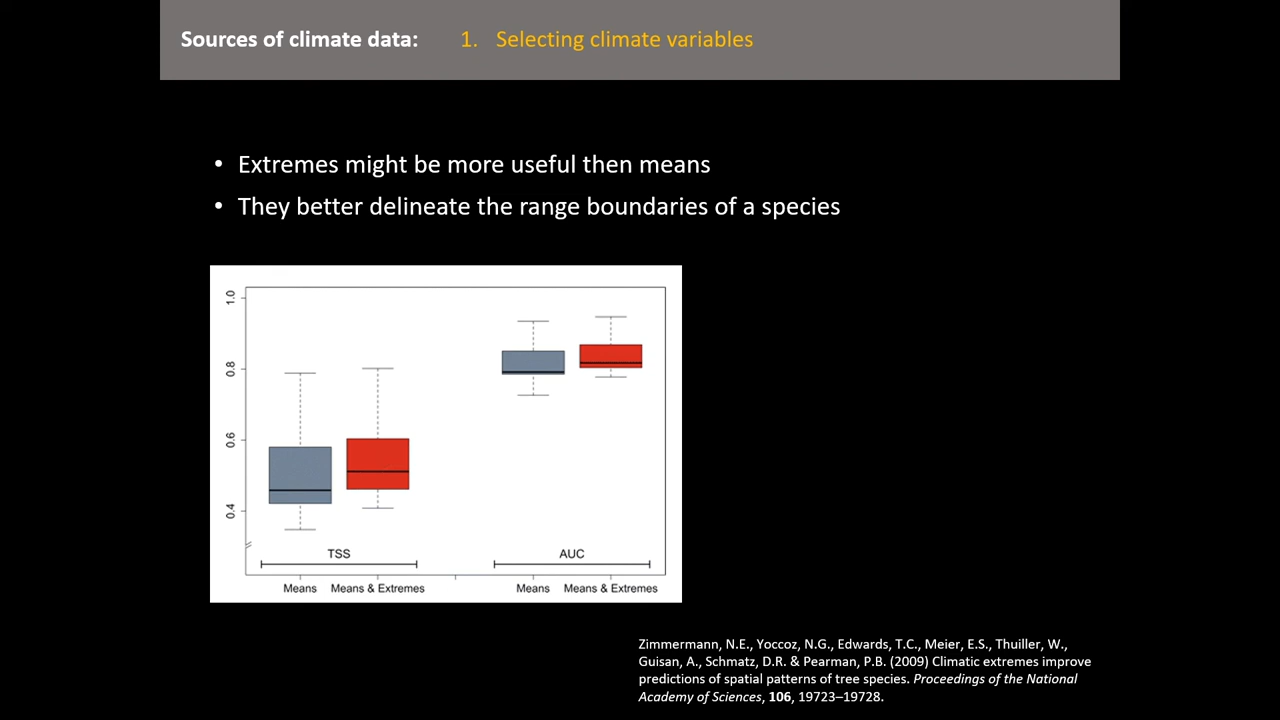 Sources of climate data: 1. Selecting climate variables
• Extremes might be more useful then means
• They better delineate the range boundaries of a species
1.0
0.8
0.6
0.4
TSS AUC
Means Means & Extremes Means Means & Extremes
Zimmermann, N.E., Yoccoz, N.G., Edwards, T.C., Meier, E.S., Thuiller, W.,
Guisan, A., Schmatz, D.R. & Pearman, P.B. (2009) Climatic extremes improve
predictions of spatial patterns of tree species. Proceedings of the National
Academy of Sciences, 106, 19723–19728.